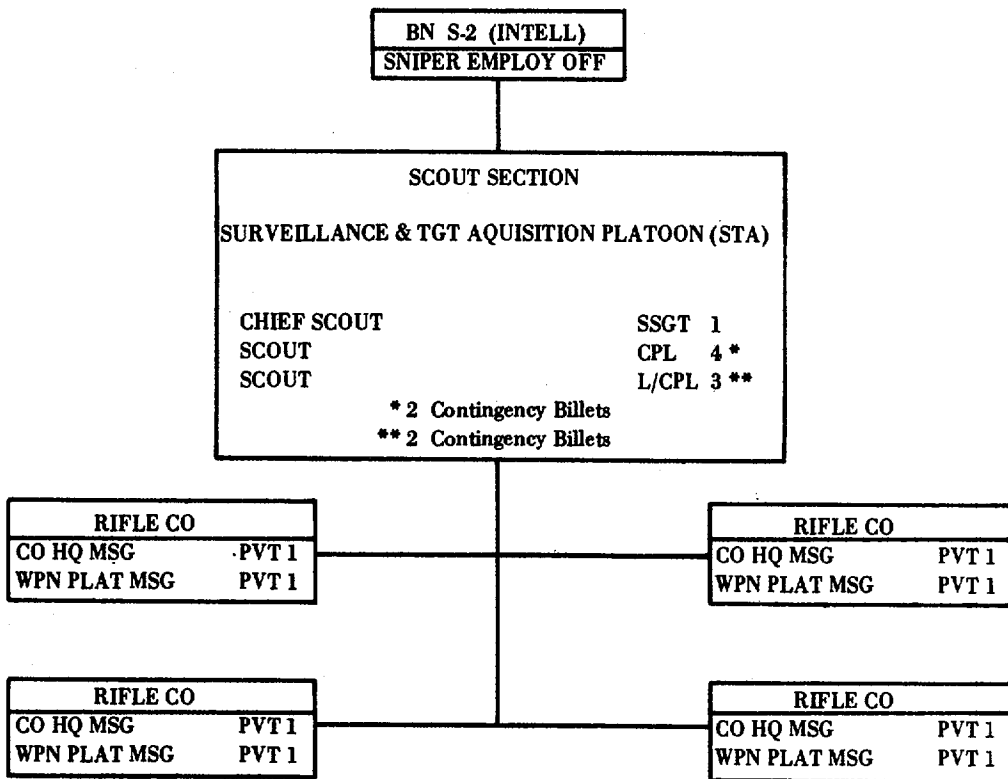 BN S-2 (INTELL)
SNIPER EMPLOY OFF
SCOUT SECTION
SURVEILLANCE & TGT AQUISITION PLATOON (STA)
CHIEF SCOUT SSGT 1
SCOUT CPL 4 *
SCOUT L/CPL 3 **
* 2 Contingency Billets
** 2 Contingency Billets
RIFLE CO
CO HQ MSG PVT 1
WPN PLAT MSG PVT 1
RIFLE CO
CO HQ MSG PVT 1
WPN PLAT MSG PVT 1
RIFLE CO
CO HQ MSG PVT 1
WPN PLAT MSG PVT 1
RIFLE CO
CO HQ MSG PVT 1
WPN PLAT MSG PVT 1